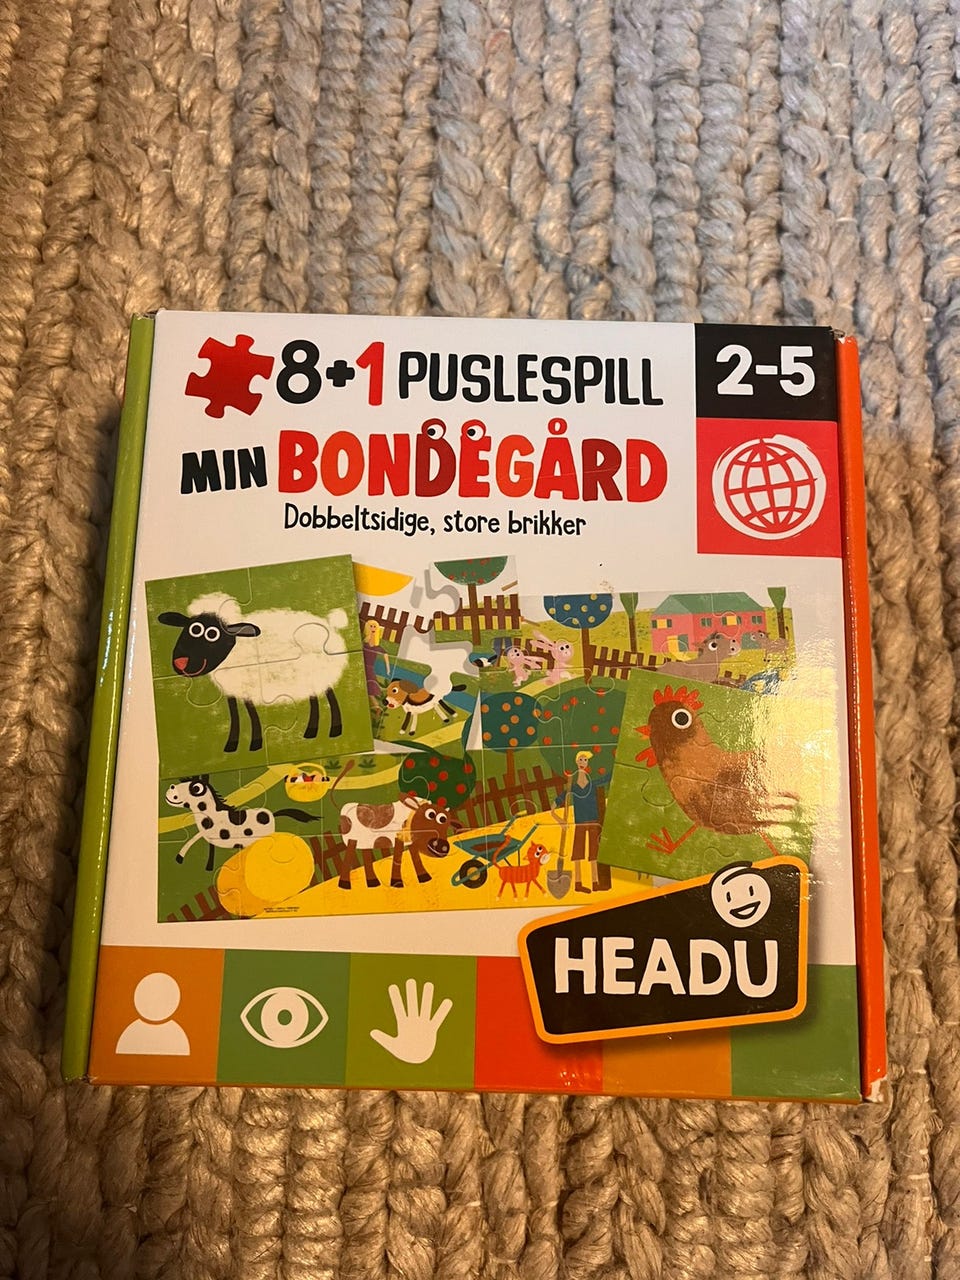 8+1 PUSLESPILL
2-5
MIN BONDEGÅRD
Dobbeltsidige, store brikker
HEADU